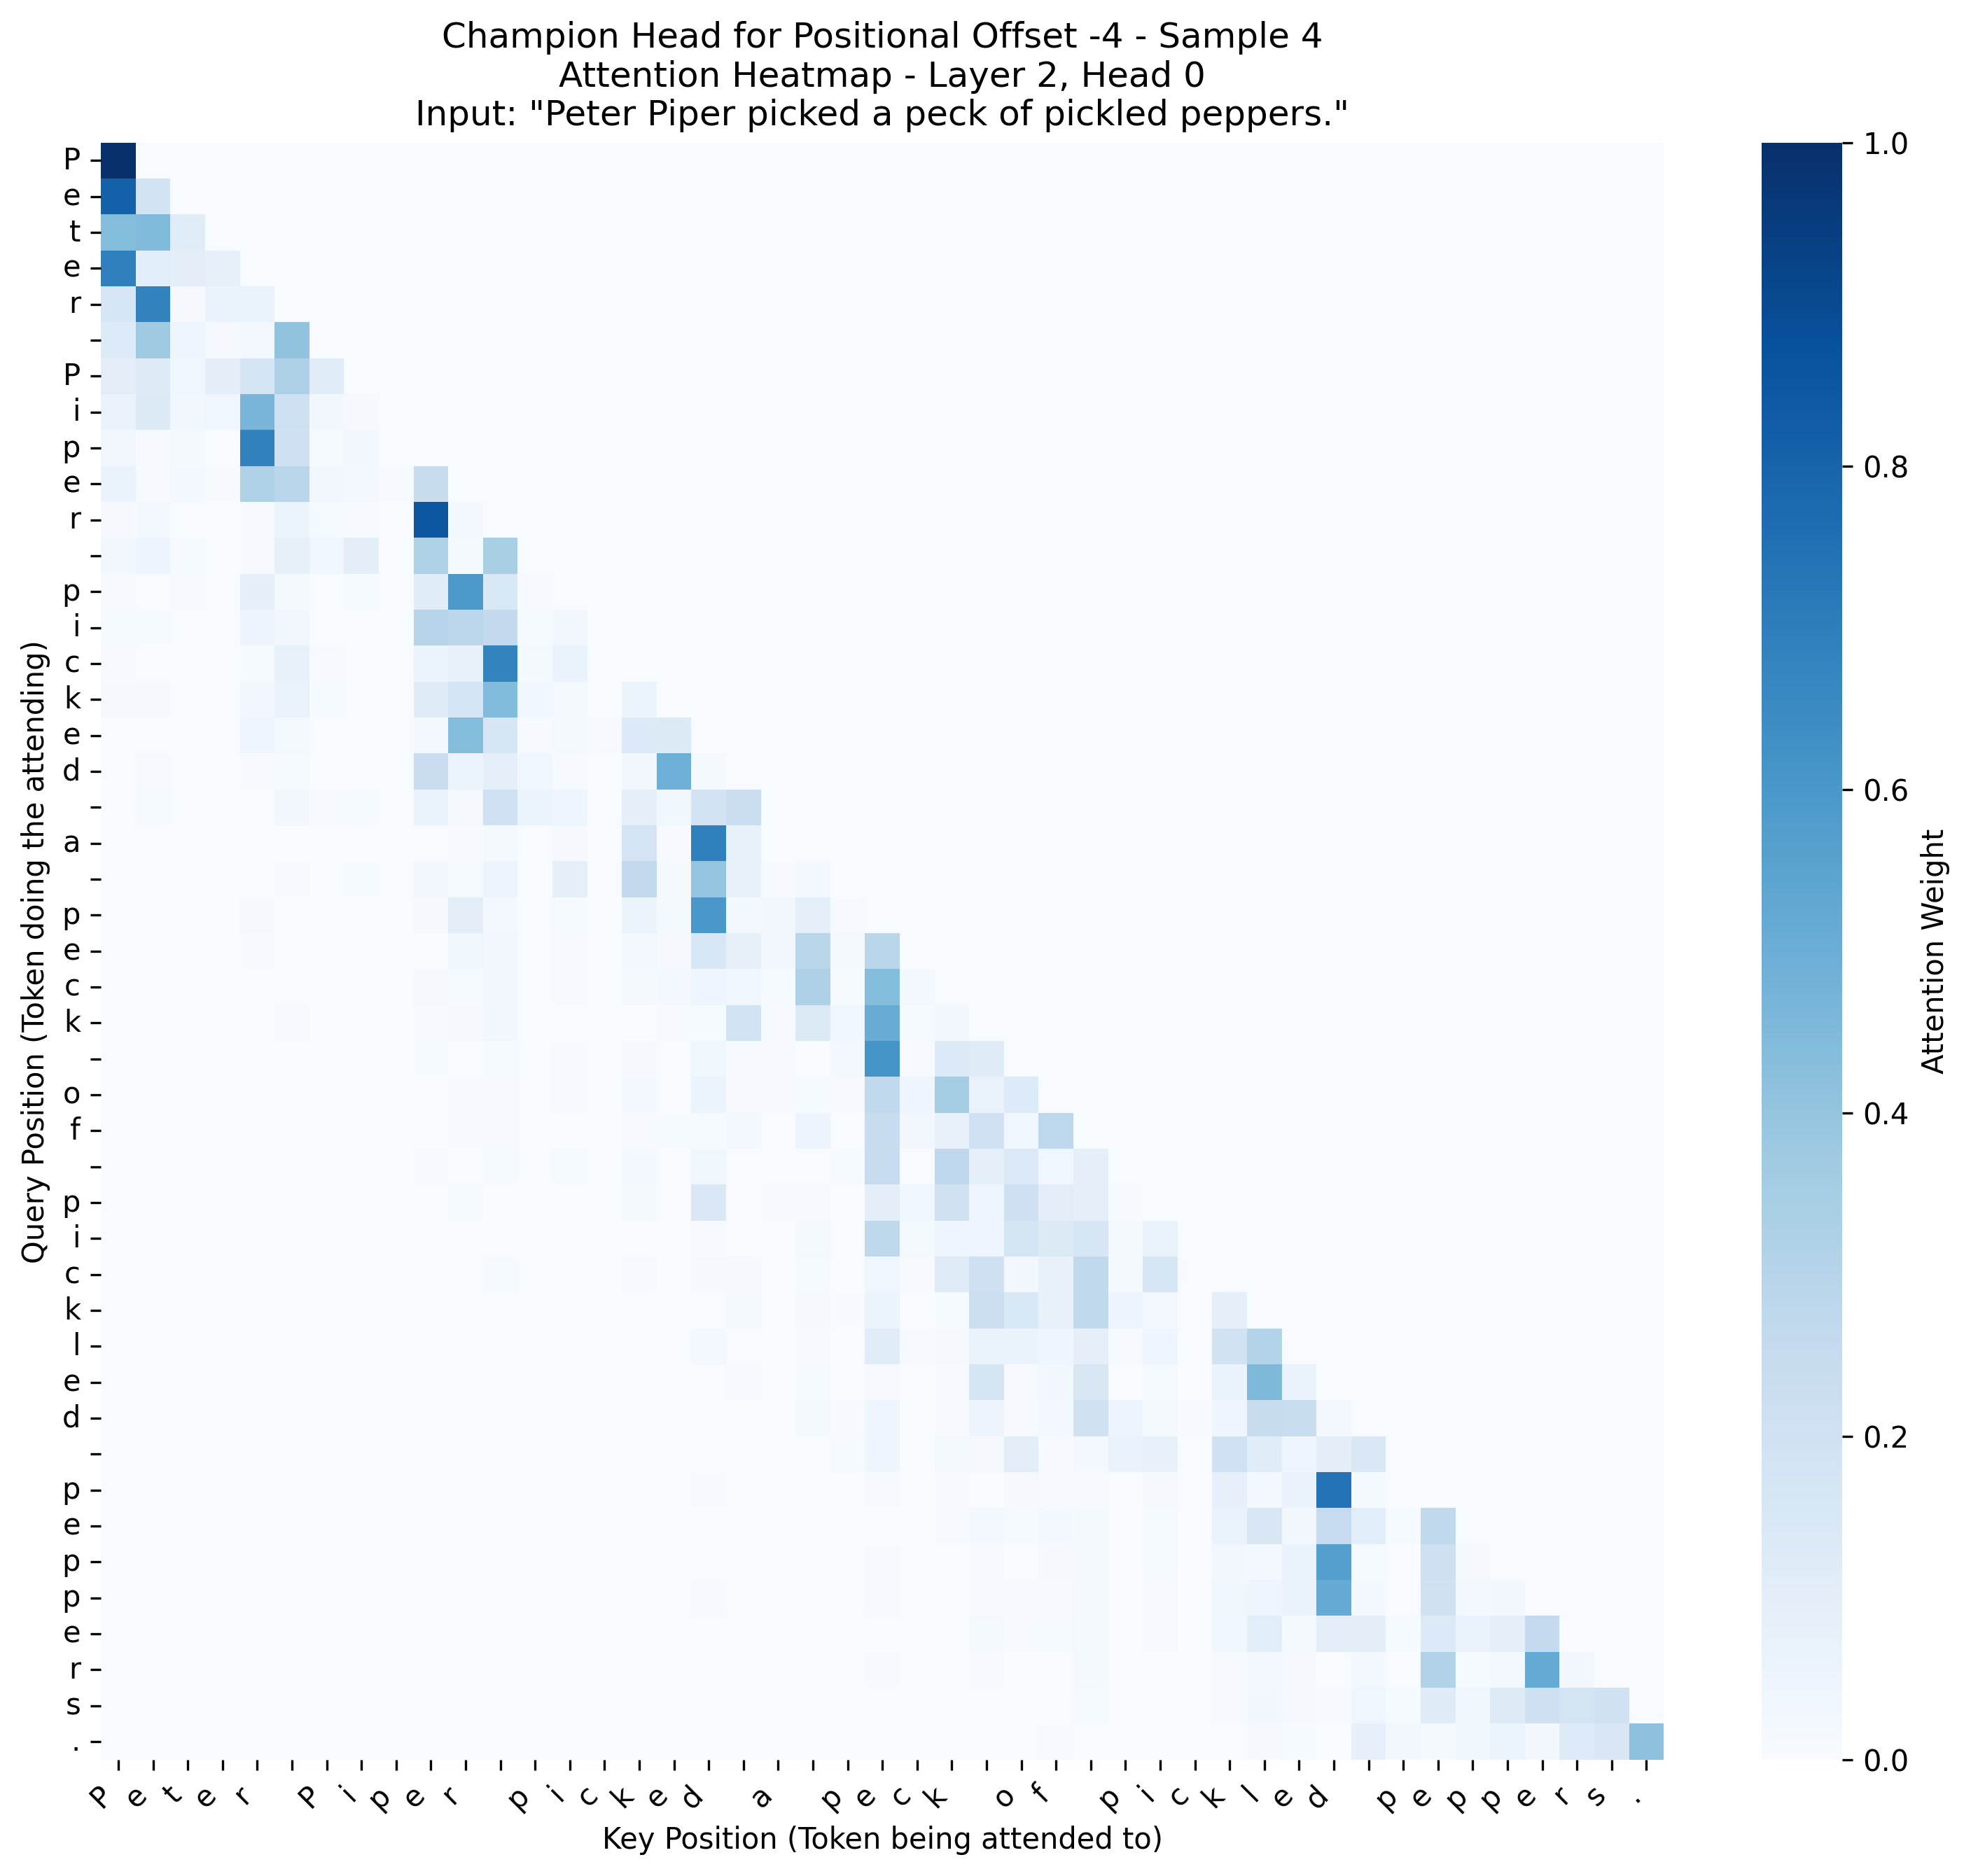 Champion Head for Positional Offset -4 - Sample 4
Attention Heatmap - Layer 2, Head 0
Input: "Peter Piper picked a peck of pickled peppers."
P
e
t
e
r
P
i
p
e
r
p
i
c
k
e
d
a
p
e
c
k
o
f
p
i
c
k
l
e
d
p
e
p
p
e
r
s
.
Query Position (Token doing the attending)
P e t e r P i p e r p i c k e d a p e c k o f p i c k l e d p e p p e r s .
Key Position (Token being attended to)
1.0
0.8
0.6
0.4
0.2
0.0
Attention Weight